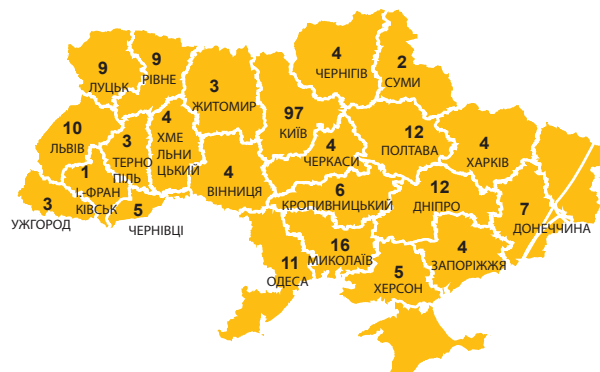 9
ЛУЦЬК
9
РІВНЕ
3
ЖИТОМИР
97
КИЇВ
4
ЧЕРНІГІВ
2
СУМИ
10
ЛЬВІВ
3
ТЕРНО
ПІЛЬ
4
ХМЕ
ЛЬНИ
ЦЬКИЙ
4
ВІННИЦЯ
4
ЧЕРКАСИ
12
ПОЛТАВА
4
ХАРКІВ
1
І.-ФРАН
КІВСЬК
3
УЖГОРОД
5
ЧЕРНІВЦІ
6
КРОПИВНИЦЬКИЙ
12
ДНІПРО
7
ДОНЕЧЧИНА
11
ОДЕСА
16
МИКОЛАЇВ
5
ХЕРСОН
4
ЗАПОРІЖЖЯ